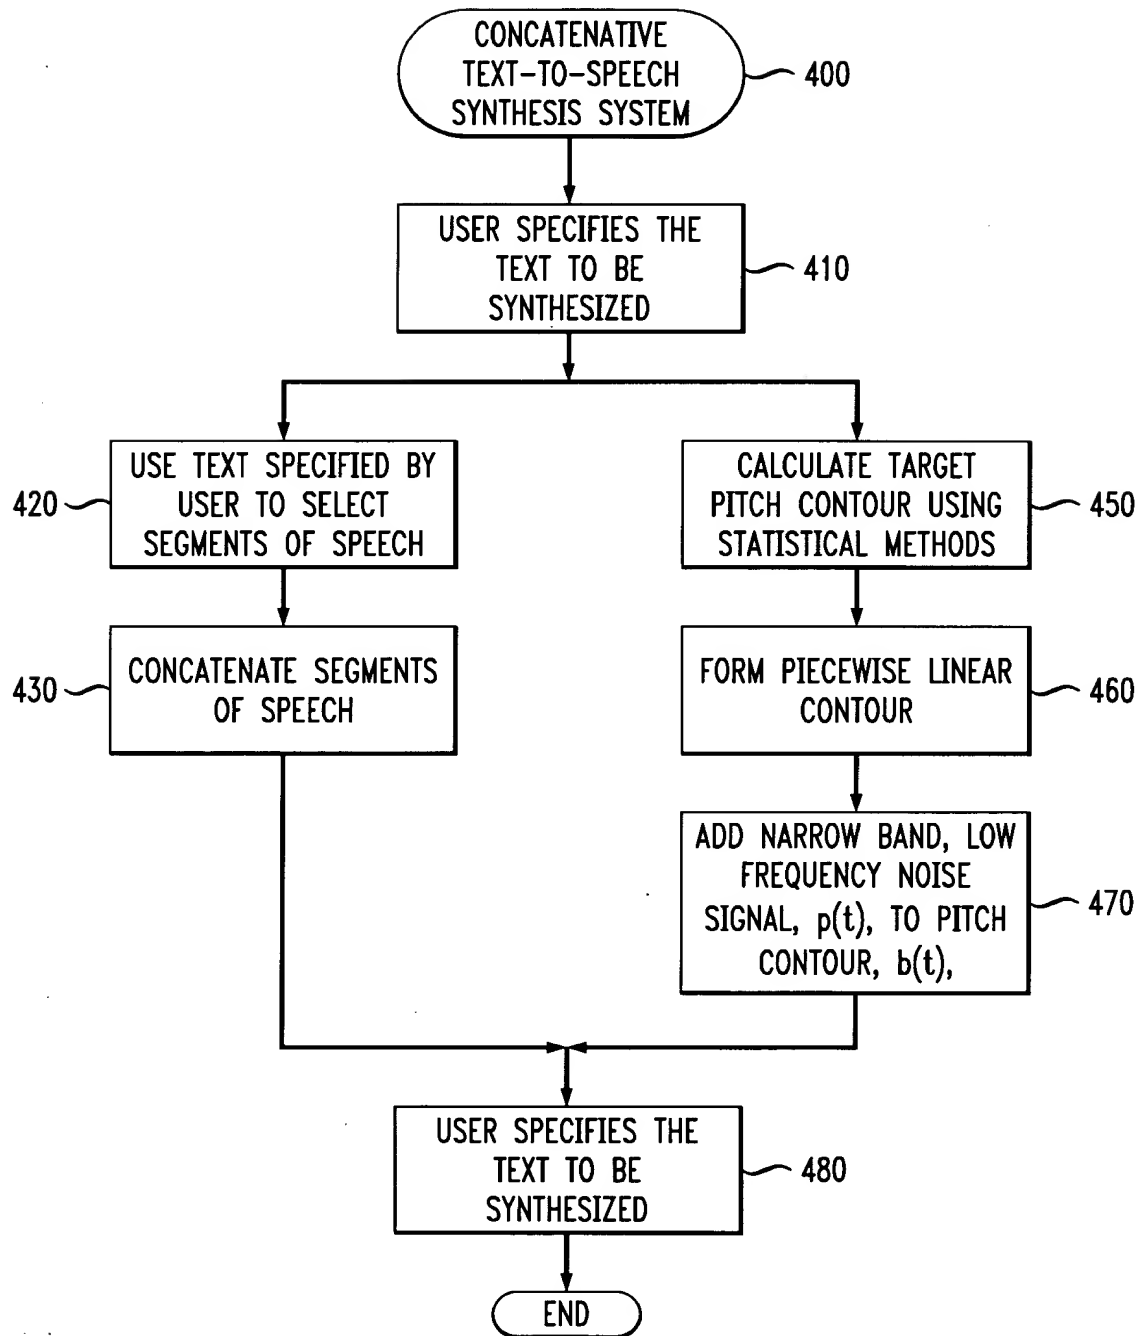 CONCATENATIVE
TEXT-TO-SPEECH
SYNTHESIS SYSTEM
400
USER SPECIFIES THE
TEXT TO BE
SYNTHESIZED
410
USE TEXT SPECIFIED BY
USER TO SELECT
SEGMENTS OF SPEECH
420
CONCATENATE SEGMENTS
OF SPEECH
430
CALCULATE TARGET
PITCH CONTOUR USING
STATISTICAL METHODS
450
FORM PIECEWISE LINEAR
CONTOUR
460
ADD NARROW BAND, LOW
FREQUENCY NOISE
SIGNAL, p(t), TO PITCH
CONTOUR, b(t),
470
USER SPECIFIES THE
TEXT TO BE
SYNTHESIZED
480
END